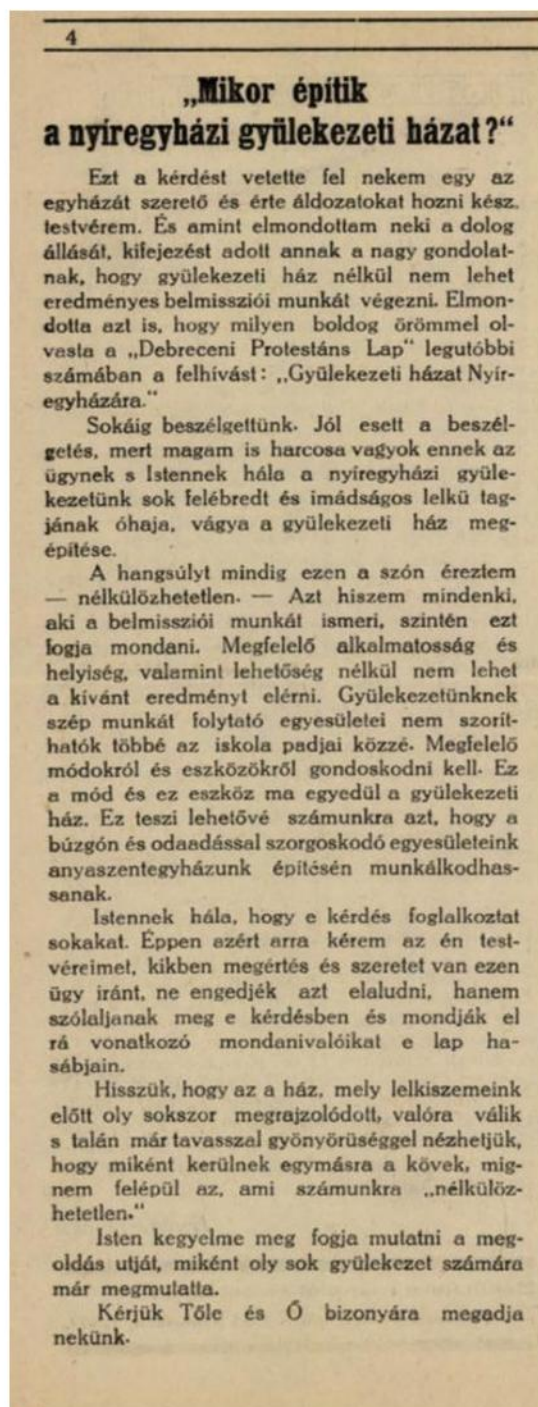 4
„Mikor építik
a nyíregyházi gyülekezeti házat?“
Ezt a kérdést vetette fel nekem egy az
egyházát szerető és érte áldozatokat hozni kész
testvérem. És amint elmondottam neki a dolog
állását, kifejezést adott annak a nagy gondolat-
nak, hogy gyülekezeti ház nélkül nem lehet
eredményes belmissziói munkát végezni. Elmon-
dotta azt is, hogy milyen boldog örömmel ol-
vasta a „Debreceni Protestáns Lap“ legutóbbi
számában a felhívást: „Gyülekezeti házat Nyír-
egyházára.“
Sokáig beszélgettünk. Jól esett a beszél-
getés, mert magam is harcosa vagyok ennek az
ügynek s Istennek hála a nyíregyházi gyüle-
kezetünk sok felébredt és imádságos lelkü tag-
jának óhaja, vágya a gyülekezeti ház meg-
építése.
A hangsúlyt mindig ezen a szón éreztem
— nélkülözhetetlen. — Azt hiszem mindenki,
aki a belmissziói munkát ismeri, szintén ezt
fogja mondani. Megfelelő alkalmatosság és
helyiség, valamint lehetőség nélkül nem lehet
a kívánt eredményt elérni. Gyülekezetünknek
szép munkát folytató egyesületei nem szorít-
hatók többé az iskola padjai közzé. Megfelelő
módokról és eszközökről gondoskodni kell. Ez
a mód és ez eszköz ma egyedül a gyülekezeti
ház. Ez teszi lehetővé számunkra azt, hogy a
búzgón és odaadással szorgoskodó egyesületeink
anyaszentegyházunk építésén munkálkodhas-
sanak.
Istennek hála, hogy e kérdés foglalkoztat
sokakat. Éppen azért arra kérem az én test-
véreimet, kikben megértés és szeretet van ezen
ügy iránt, ne engedjék azt elaludni, hanem
szólaljanak meg e kérdésben és mondják el
rá vonatkozó mondanivalóikat e lap ha-
sábjain.
Hisszük, hogy az a ház, mely lelkiszemeink
előtt oly sokszor megrajzolódott, valóra válik
s talán már tavasszal gyönyörüséggel nézhetjük,
hogy miként kerülnek egymásra a kövek, mig-
nem felépül az, ami számunkra „nélkülöz-
hetetlen.“
Isten kegyelme meg fogja mutatni a meg-
oldás utját, miként oly sok gyülekezet számára
már megmutatta.
Kérjük Tőle és Ő bizonyára megadja
nekünk.